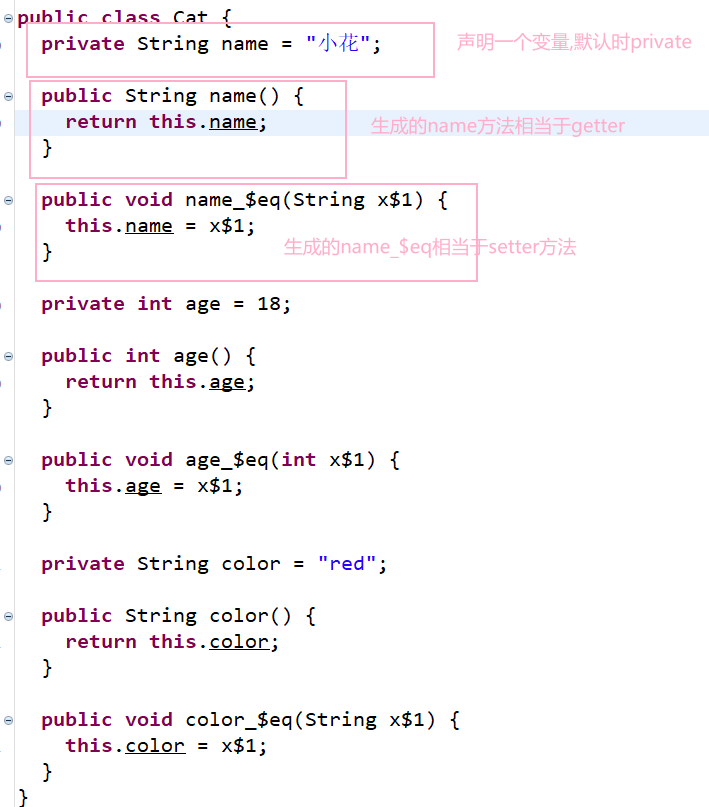 public class Cat {
private String name = "小花";
声明一个变量,默认时private
public String name() {
return this.name;
生成的name方法相当于getter
}
public void name_$eq(String x$1) {
this.name = x$1;
生成的name_$eq相当于setter方法
}
private int age = 18;
public int age() {
return this.age;
}
public void age_$eq(int x$1) {
this.age = x$1;
}
private String color = "red";
public String color() {
return this.color;
}
public void color_$eq(String x$1) {
this.color = x$1;
}
}